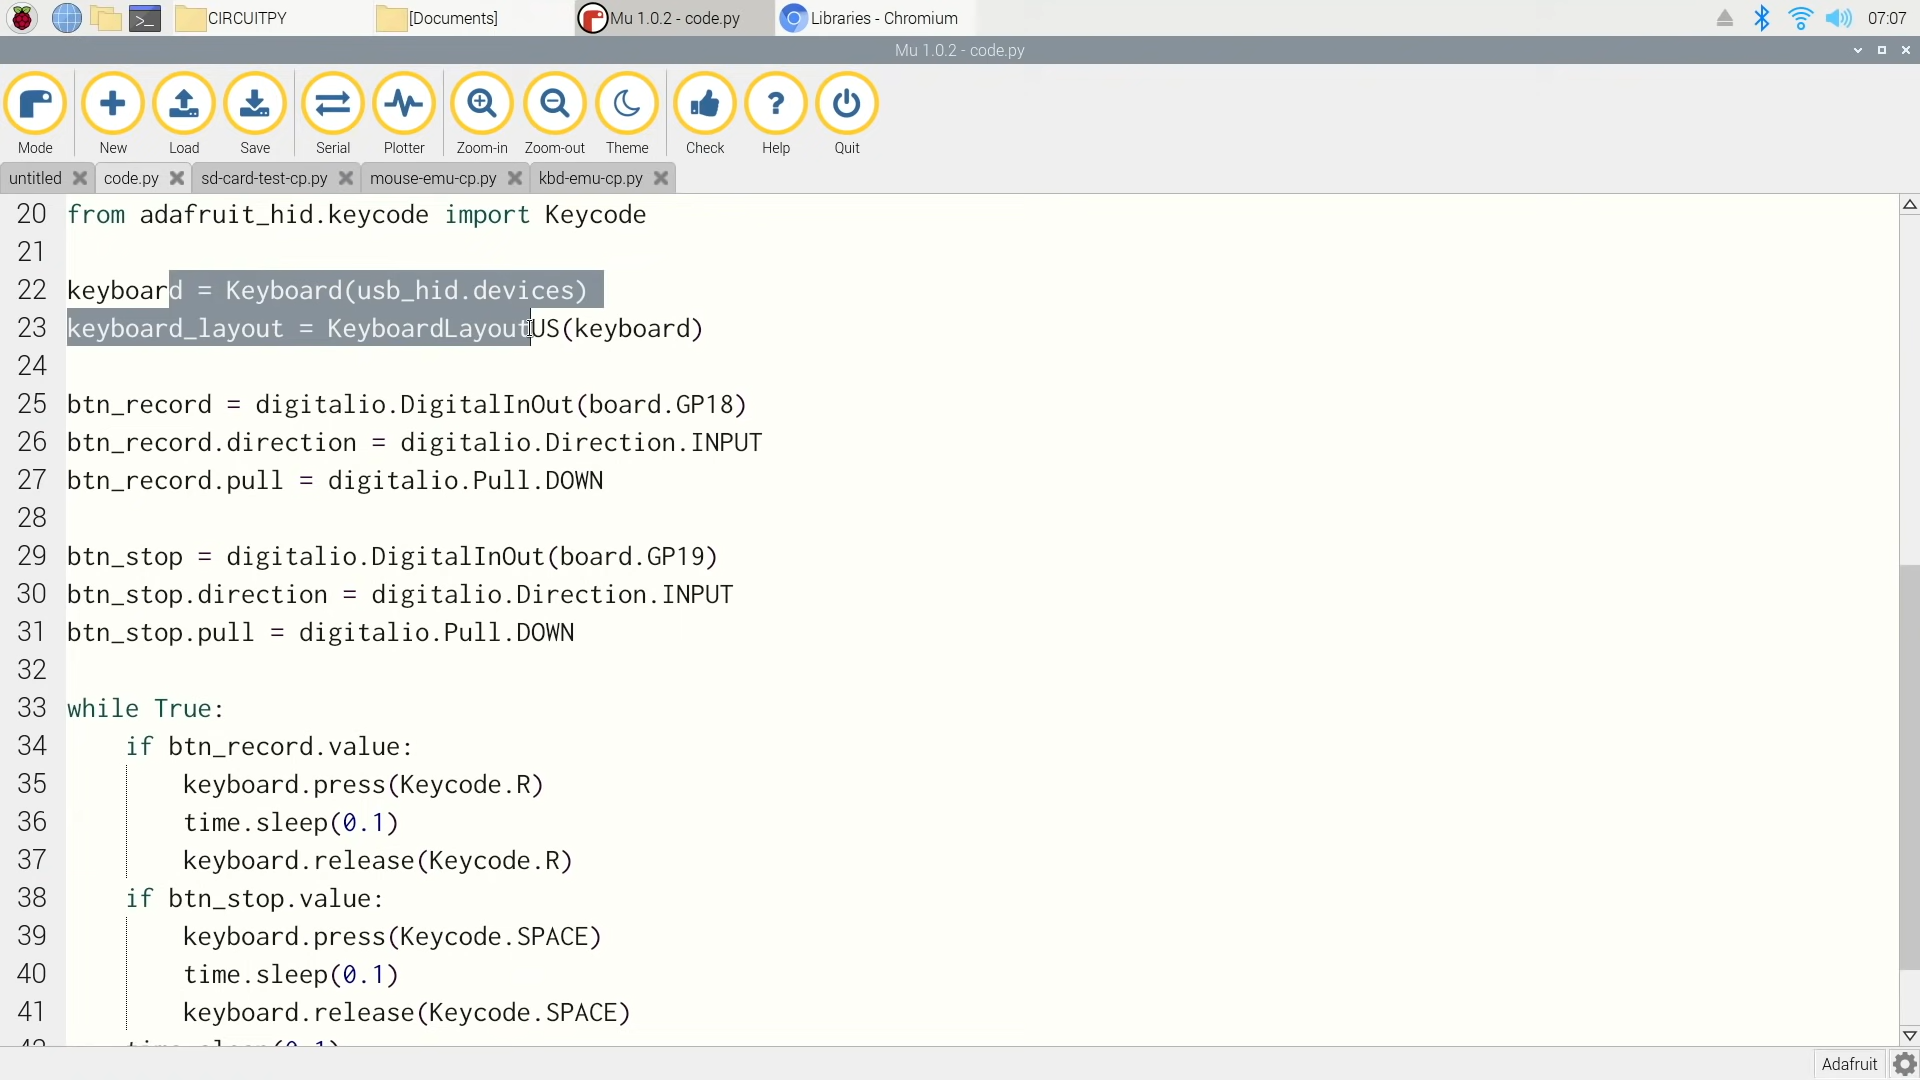 CIRCUITPY [Documents] Mu 1.0.2 - code.py Libraries - Chromium 07:07
Mu 1.0.2 - code.py
Mode New Load Save Serial Plotter Zoom-in Zoom-out Theme Check Help Quit
untitled code.py sd-card-test-cp.py mouse-emu-cp.py kbd-emu-cp.py
20 from adafruit_hid.keycode import Keycode
21
22 keyboard = Keyboard(usb_hid.devices)
23 keyboard_layout = KeyboardLayoutUS(keyboard)
24
25 btn_record = digitalio.DigitalInOut(board.GP18)
26 btn_record.direction = digitalio.Direction.INPUT
27 btn_record.pull = digitalio.Pull.DOWN
28
29 btn_stop = digitalio.DigitalInOut(board.GP19)
30 btn_stop.direction = digitalio.Direction.INPUT
31 btn_stop.pull = digitalio.Pull.DOWN
32
33 while True:
34     if btn_record.value:
35         keyboard.press(Keycode.R)
36         time.sleep(0.1)
37         keyboard.release(Keycode.R)
38     if btn_stop.value:
39         keyboard.press(Keycode.SPACE)
40         time.sleep(0.1)
41         keyboard.release(Keycode.SPACE)
42     time.sleep(0.1)
Adafruit